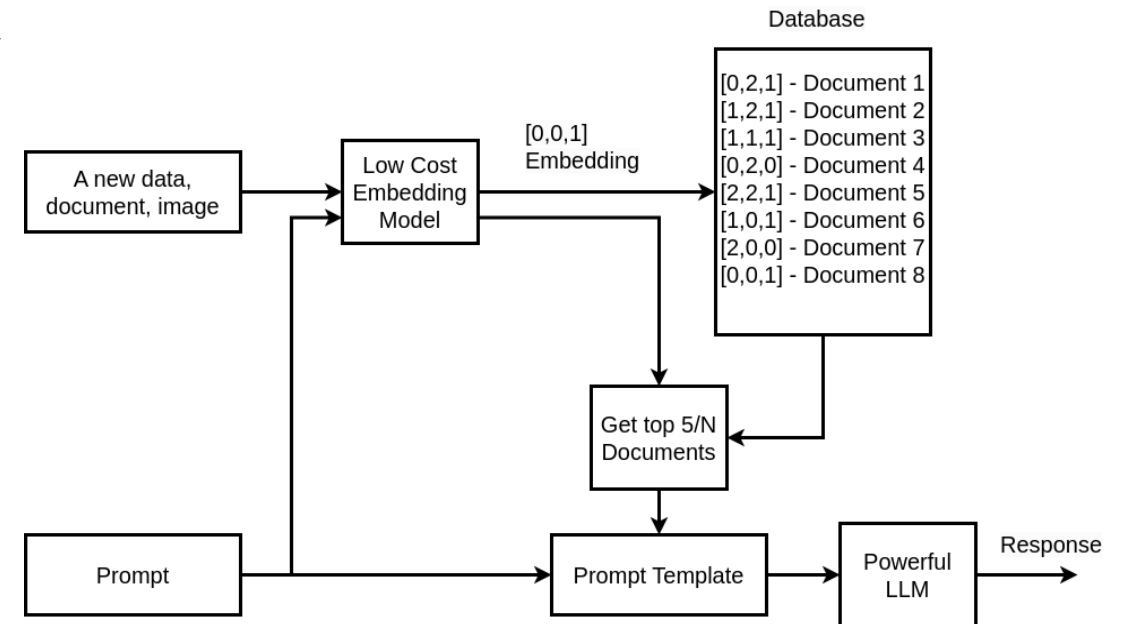 Database
[0,2,1] - Document 1
[1,2,1] - Document 2
[1,1,1] - Document 3
[0,2,0] - Document 4
[2,2,1] - Document 5
[1,0,1] - Document 6
[2,0,0] - Document 7
[0,0,1] - Document 8
[0,0,1]
Embedding
A new data,
document, image
Low Cost
Embedding
Model
Get top 5/N
Documents
Prompt
Prompt Template
Powerful
LLM
Response